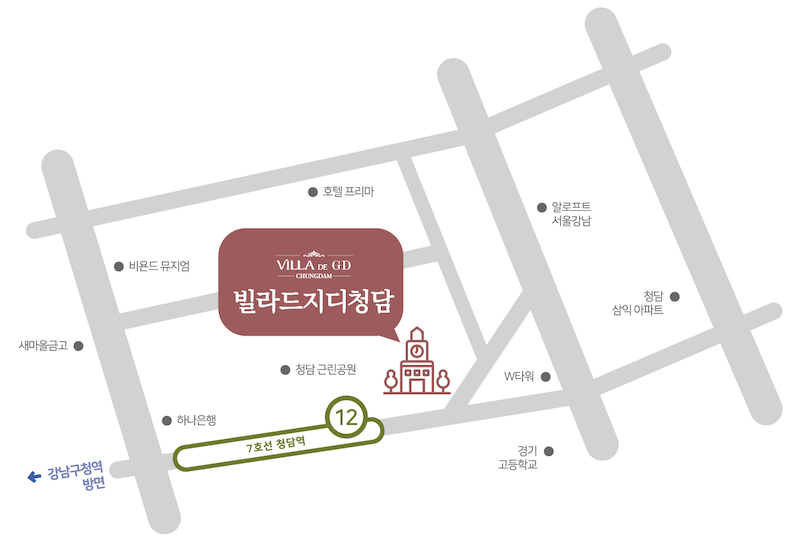 호텔 프리마
알로프트
서울강남
비욘드 뮤지엄
VILLA DE GD
CHUNGDAM
빌라드지디청담
청담
삼익 아파트
새마을금고
청담 근린공원
W타워
하나은행
12
7호선 청담역
경기
고등학교
강남구청역
방면